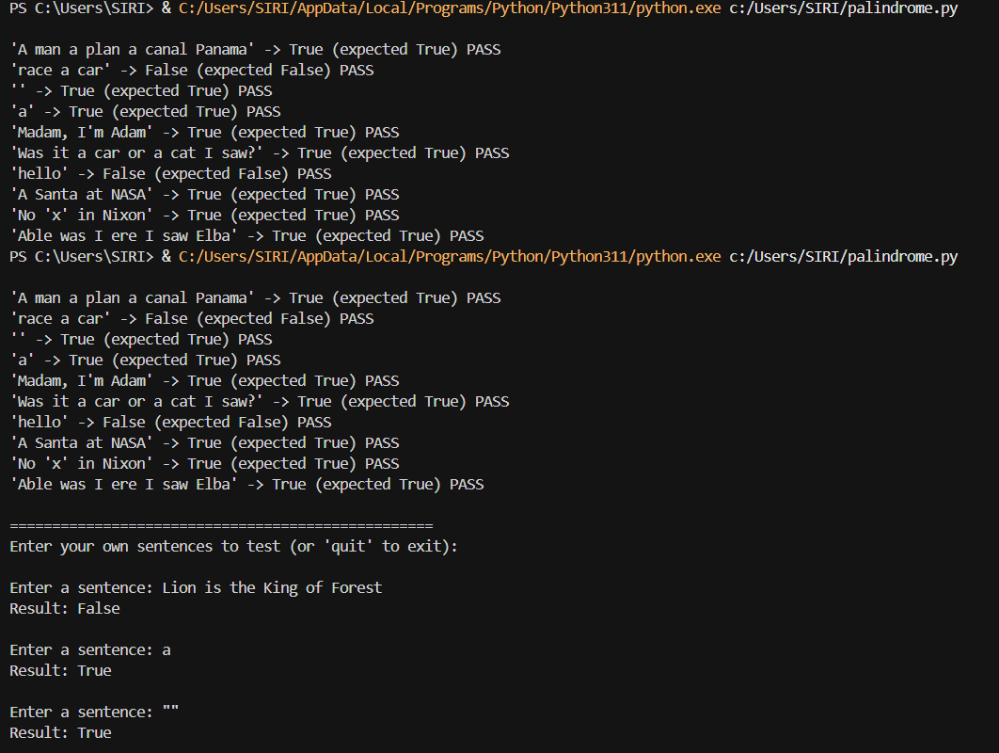 PS C:\Users\SIRI> & C:/Users/SIRI/AppData/Local/Programs/Python/Python311/python.exe c:/Users/SIRI/palindrome.py
'A man a plan a canal Panama' -> True (expected True) PASS
'race a car' -> False (expected False) PASS
'' -> True (expected True) PASS
'a' -> True (expected True) PASS
'Madam, I'm Adam' -> True (expected True) PASS
'Was it a car or a cat I saw?' -> True (expected True) PASS
'hello' -> False (expected False) PASS
'A Santa at NASA' -> True (expected True) PASS
'No 'x' in Nixon' -> True (expected True) PASS
'Able was I ere I saw Elba' -> True (expected True) PASS
PS C:\Users\SIRI> & C:/Users/SIRI/AppData/Local/Programs/Python/Python311/python.exe c:/Users/SIRI/palindrome.py
'A man a plan a canal Panama' -> True (expected True) PASS
'race a car' -> False (expected False) PASS
'' -> True (expected True) PASS
'a' -> True (expected True) PASS
'Madam, I'm Adam' -> True (expected True) PASS
'Was it a car or a cat I saw?' -> True (expected True) PASS
'hello' -> False (expected False) PASS
'A Santa at NASA' -> True (expected True) PASS
'No 'x' in Nixon' -> True (expected True) PASS
'Able was I ere I saw Elba' -> True (expected True) PASS
==================================================
Enter your own sentences to test (or 'quit' to exit):
Enter a sentence: Lion is the King of Forest
Result: False
Enter a sentence: a
Result: True
Enter a sentence: ""
Result: True